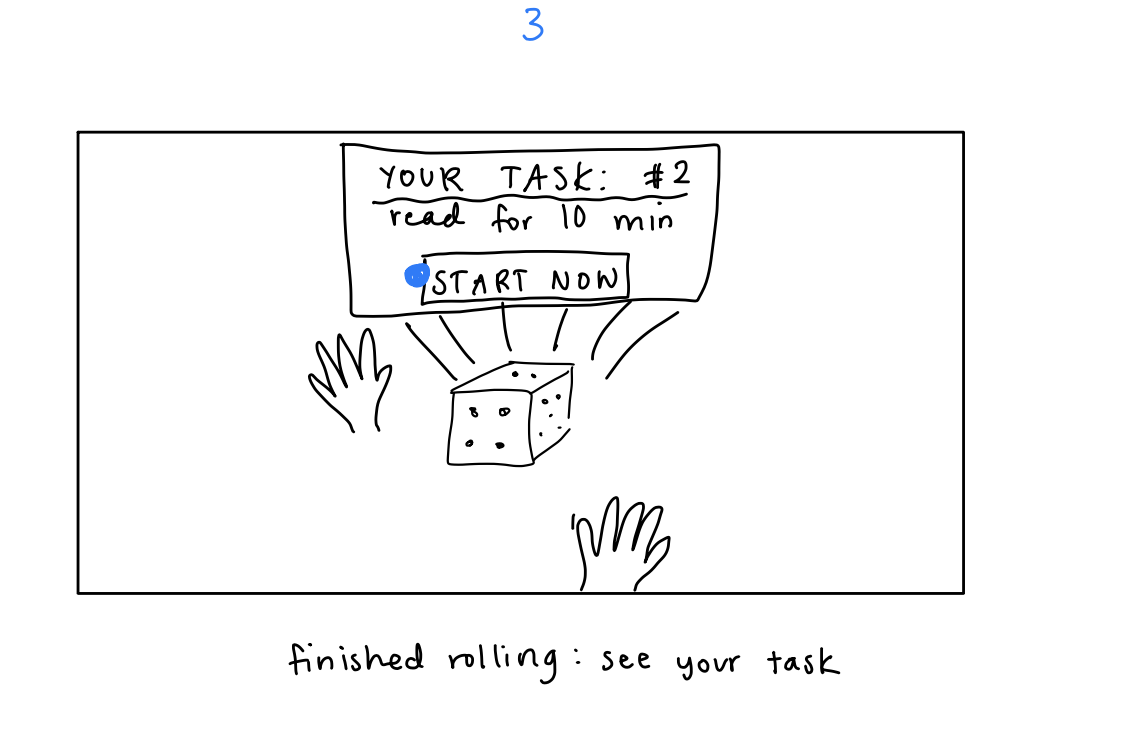 3
YOUR TASK: #2
read for 10 min
START NOW
finished rolling: see your task